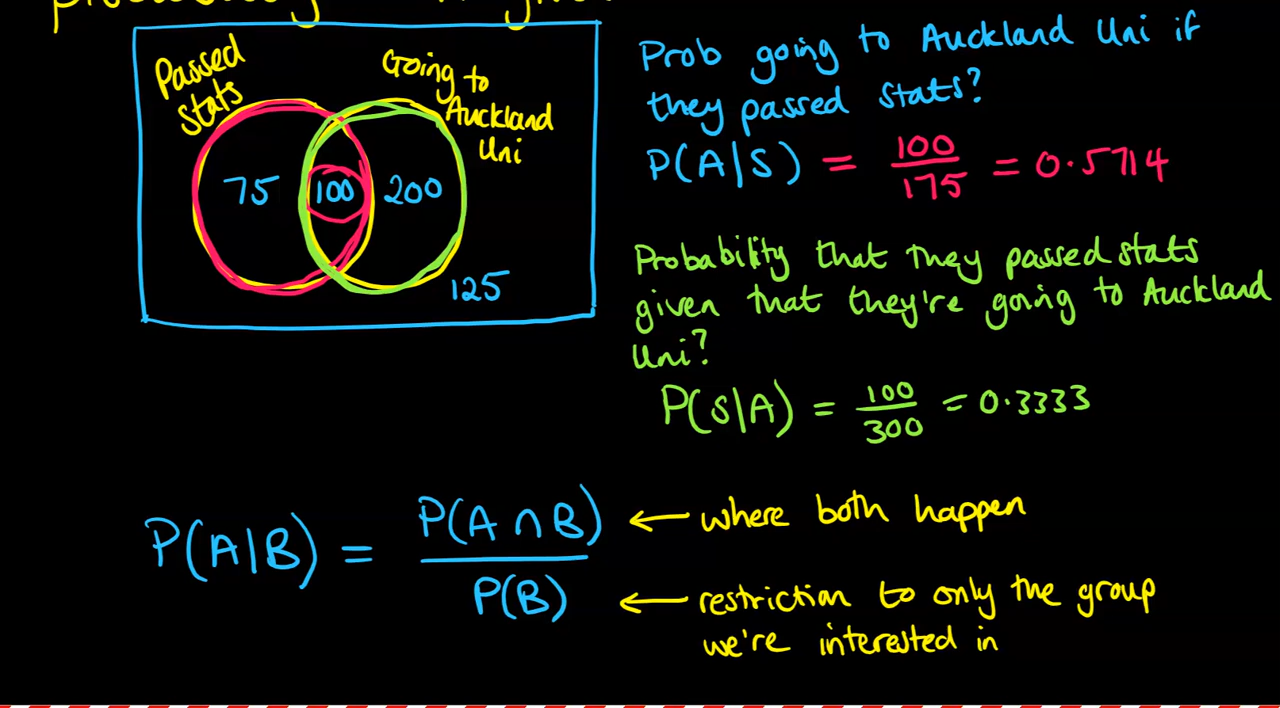 Passed
stats
Going to
Auckland
Uni
75
100
200
125
Prob going to Auckland Uni if
they passed stats?
P(A|S) = 100/175 = 0.5714
Probability that they passed stats
given that they're going to Auckland
Uni?
P(S|A) = 100/300 = 0.3333
P(A|B) = P(A ∩ B)/P(B)
← where both happen
← restriction to only the group
we're interested in